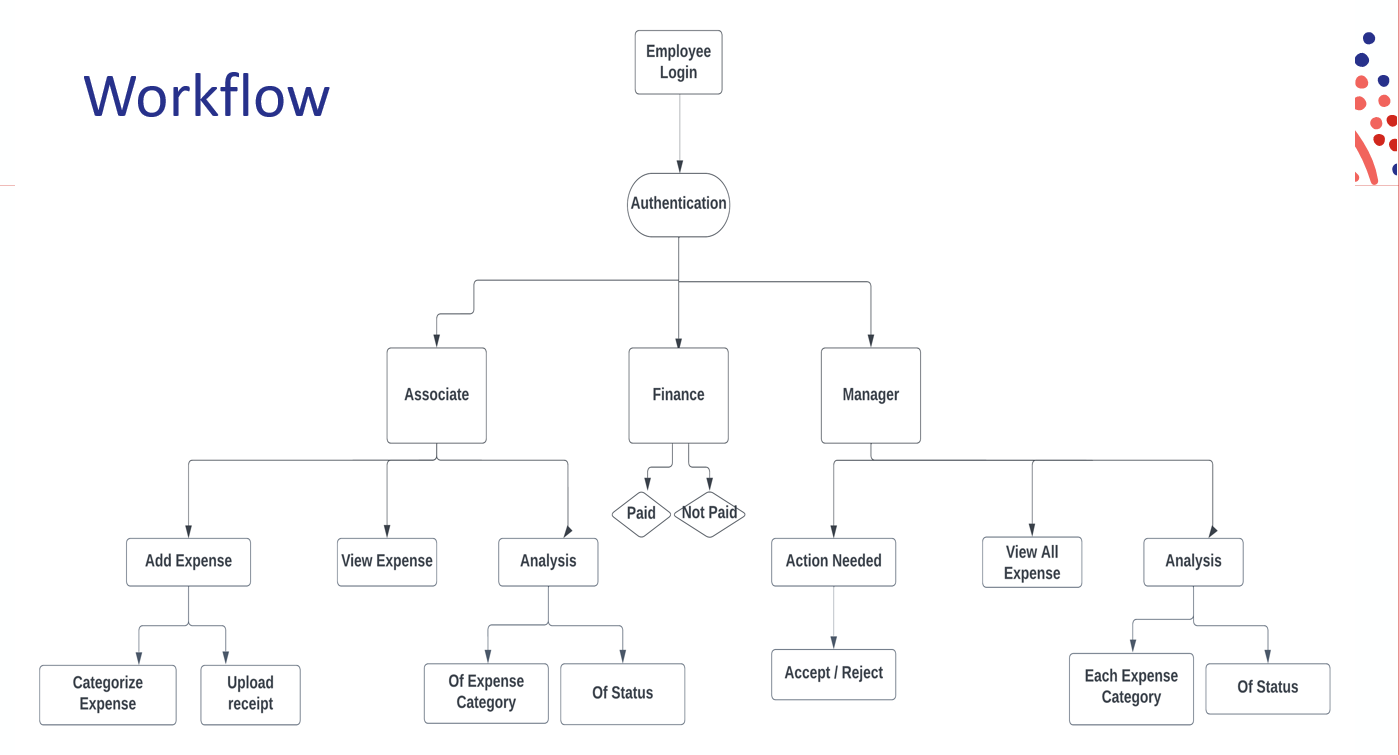 Workflow
Employee
Login
Authentication
Associate
Finance
Manager
Paid
Not Paid
Add Expense
View Expense
Analysis
Action Needed
View All
Expense
Analysis
Categorize
Expense
Upload
receipt
Of Expense
Category
Of Status
Accept / Reject
Each Expense
Category
Of Status